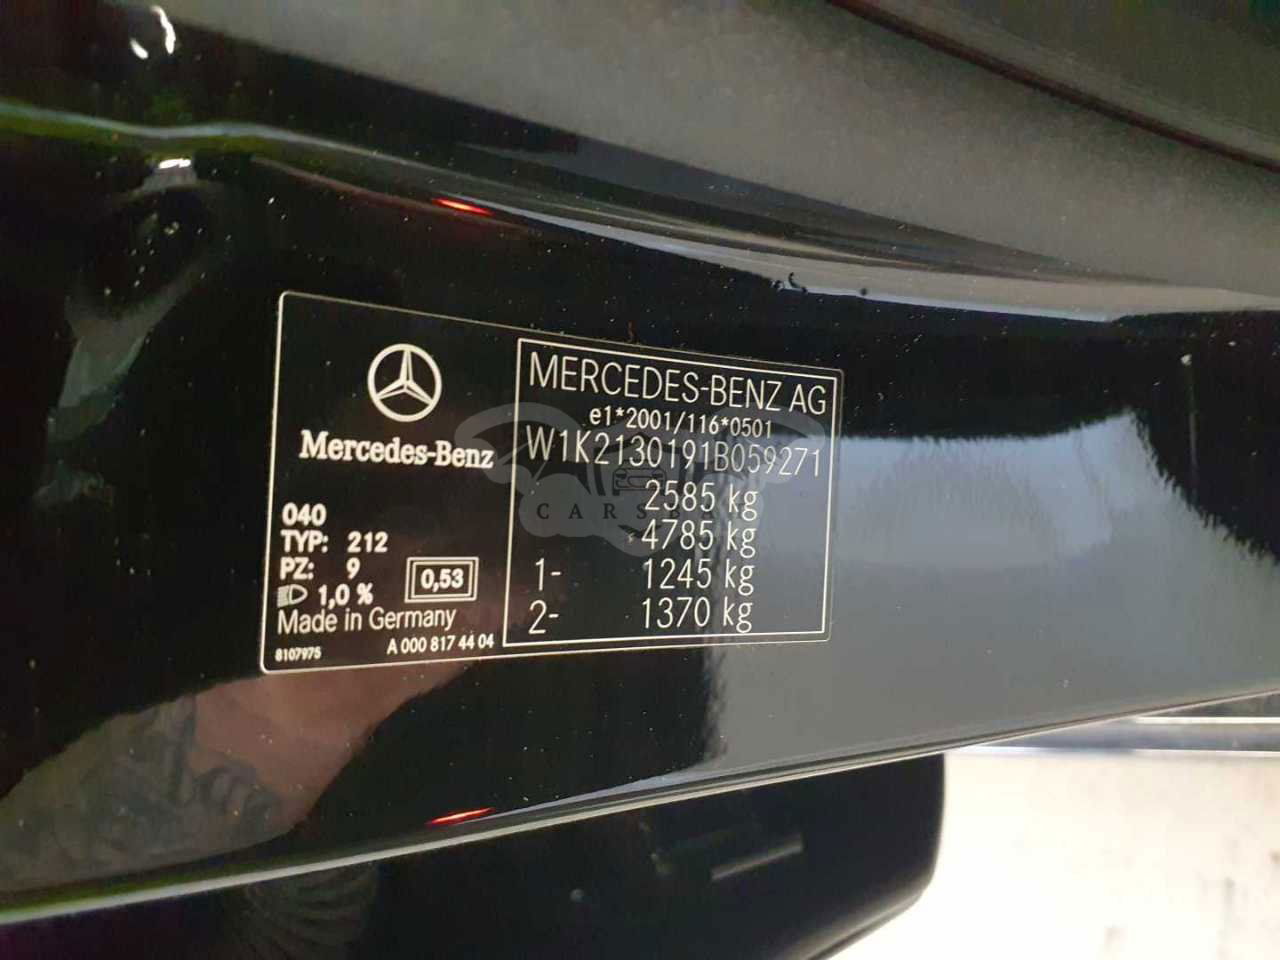 Mercedes-Benz
040
TYP: 212
PZ: 9
1,0 %
0,53
Made in Germany
8107975
A 000 817 44 04
MERCEDES-BENZ AG
e1*2001/116*0501
W1K2130191B059271
2585 kg
4785 kg
1- 1245 kg
2- 1370 kg